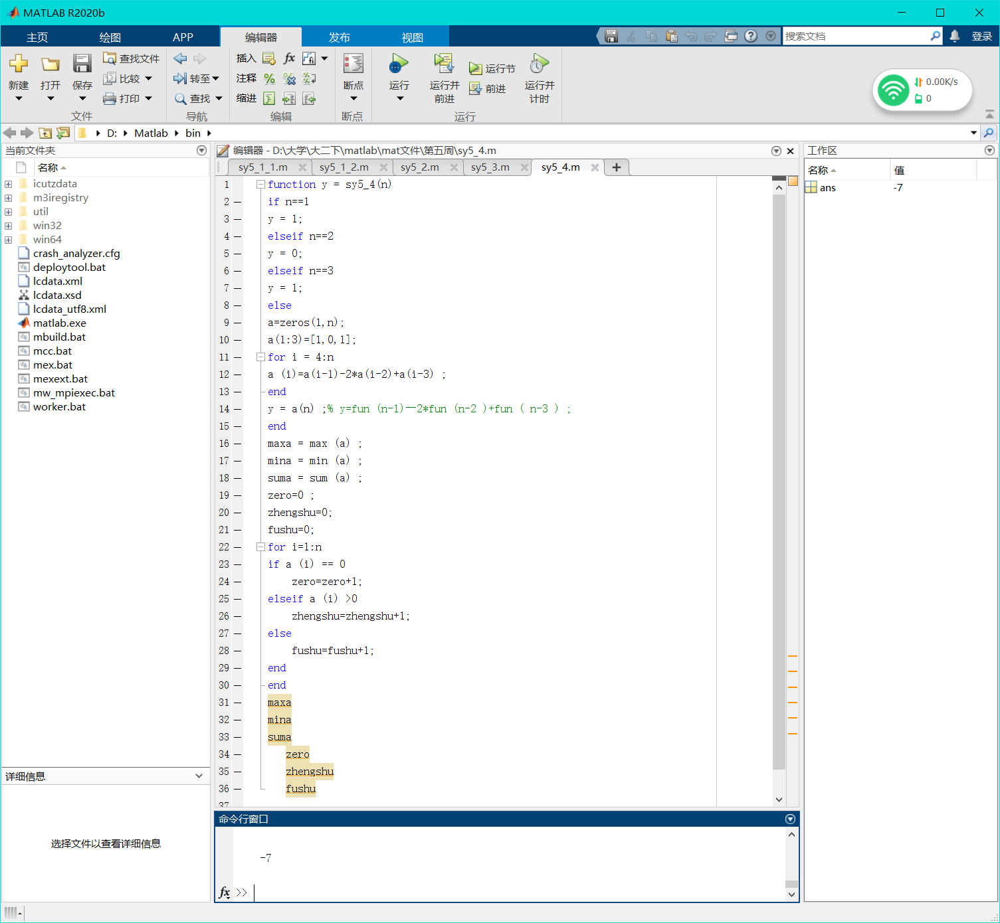 MATLAB R2020b
主页 绘图 APP 编辑器 发布 视图 搜索文档 登录
新建 打开 保存 查找文件 比较 打印 转至 查找 插入 fx 注释 缩进 断点 运行 运行并前进 运行节 前进 运行并计时
0.00K/s
0
文件 导航 编辑 断点 运行
D: Matlab bin
当前文件夹
名称
icutzdata
m3iregistry
util
win32
win64
crash_analyzer.cfg
deploytool.bat
lcdata.xml
lcdata.xsd
lcdata_utf8.xml
matlab.exe
mbuild.bat
mcc.bat
mex.bat
mexext.bat
mw_mpiexec.bat
worker.bat
详细信息
选择文件以查看详细信息
编辑器 - D:\大学\大二下\matlab\mat文件\第五周\sy5_4.m
sy5_1_1.m sy5_1_2.m sy5_2.m sy5_3.m sy5_4.m
1 function y = sy5_4(n)
2 if n==1
3 y = 1;
4 elseif n==2
5 y = 0;
6 elseif n==3
7 y = 1;
8 else
9 a=zeros(1,n);
10 a(1:3)=[1,0,1];
11 for i = 4:n
12 a (i)=a(i-1)-2*a(i-2)+a(i-3) ;
13 end
14 y = a(n) ;% y=fun (n-1)一2*fun (n-2 )+fun ( n-3 ) ;
15 end
16 maxa = max (a) ;
17 mina = min (a) ;
18 suma = sum (a) ;
19 zero=0 ;
20 zhengshu=0;
21 fushu=0;
22 for i=1:n
23 if a (i) == 0
24 zero=zero+1;
25 elseif a (i) >0
26 zhengshu=zhengshu+1;
27 else
28 fushu=fushu+1;
29 end
30 end
31 maxa
32 mina
33 suma
34 zero
35 zhengshu
36 fushu
37
命令行窗口
-7
fx >>
工作区
名称 值
ans -7